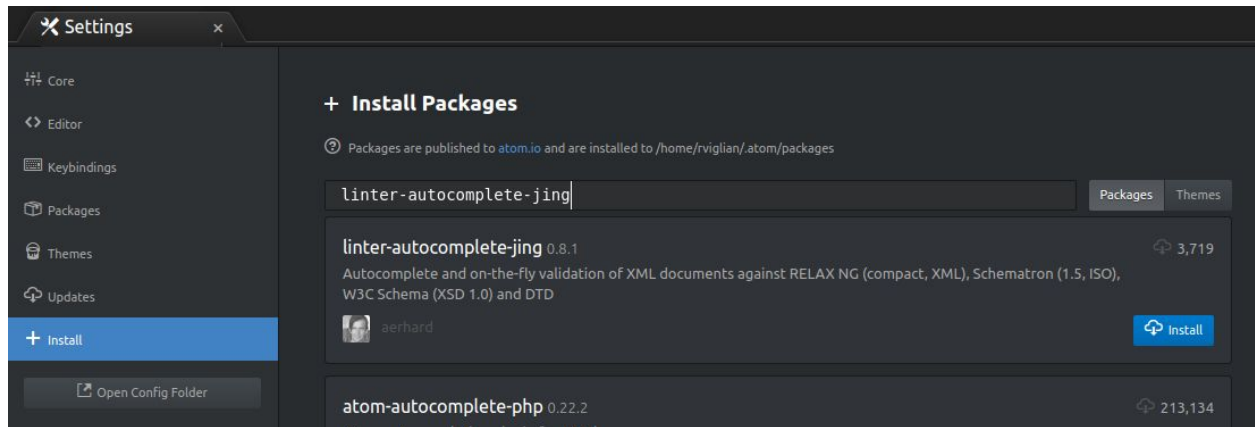 Settings ×
Core
Editor
Keybindings
Packages
Themes
Updates
+ Install
Open Config Folder
+ Install Packages
Packages are published to atom.io and are installed to /home/rviglian/.atom/packages
linter-autocomplete-jing
Packages Themes
linter-autocomplete-jing 0.8.1 3,719
Autocomplete and on-the-fly validation of XML documents against RELAX NG (compact, XML), Schematron (1.5, ISO),
W3C Schema (XSD 1.0) and DTD
aerhard
Install
atom-autocomplete-php 0.22.2 213,134